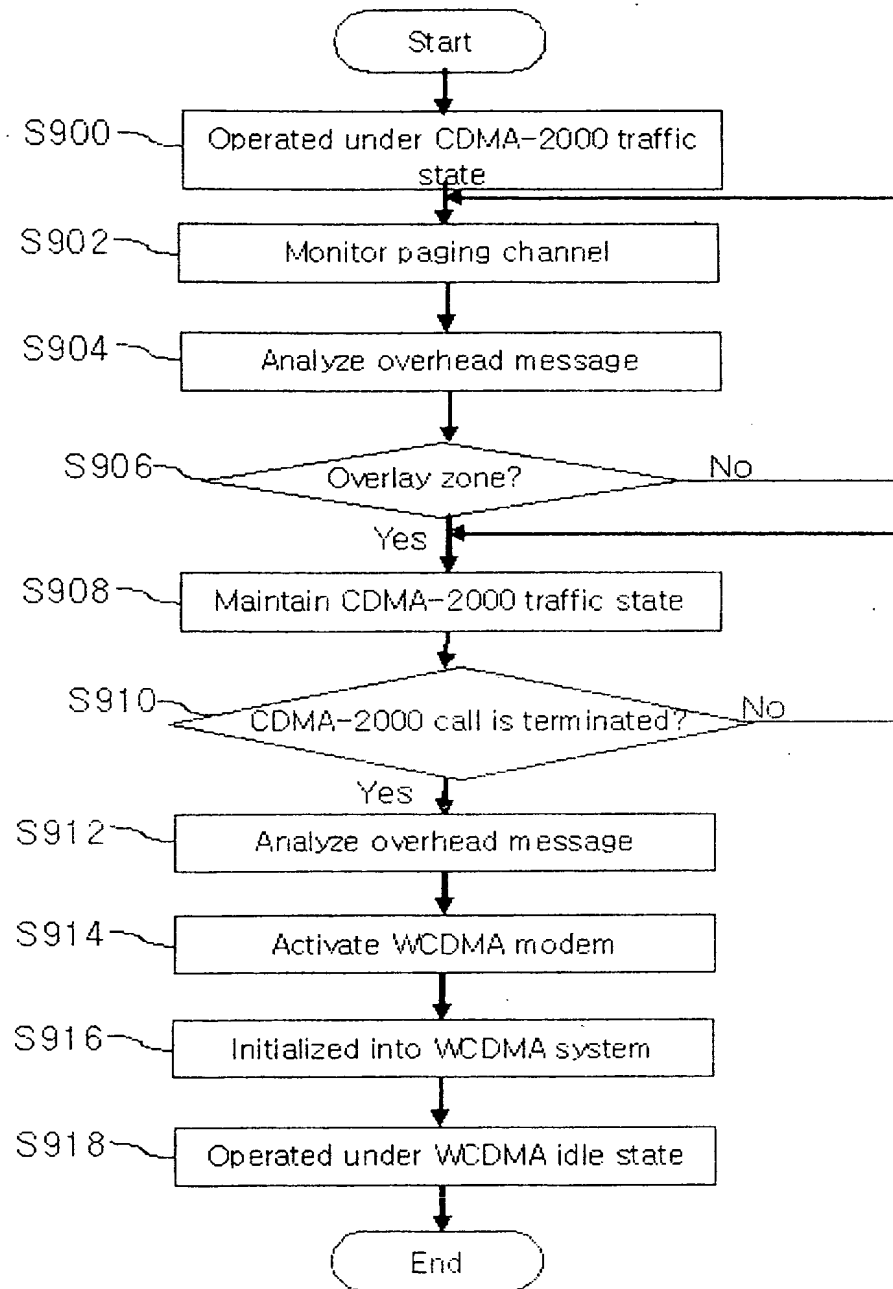 Start
S900
Operated under CDMA-2000 traffic
state
S902
Monitor paging channel
S904
Analyze overhead message
S906
Overlay zone?
No
Yes
S908
Maintain CDMA-2000 traffic state
S910
CDMA-2000 call is terminated?
No
Yes
S912
Analyze overhead message
S914
Activate WCDMA modem
S916
Initialized into WCDMA system
S918
Operated under WCDMA idle state
End